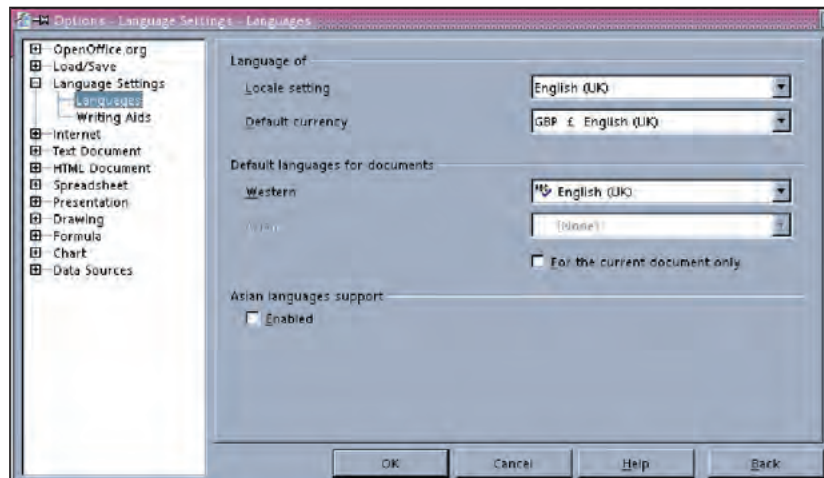 Options - Language Settings - Languages
OpenOffice.org
Load/Save
Language Settings
Languages
Writing Aids
Internet
Text Document
HTML Document
Spreadsheet
Presentation
Drawing
Formula
Chart
Data Sources
Language of
Locale setting
English (UK)
Default currency
GBP £ English (UK)
Default languages for documents
Western
English (UK)
Asian
(None)
For the current document only
Asian languages support
Enabled
OK
Cancel
Help
Back